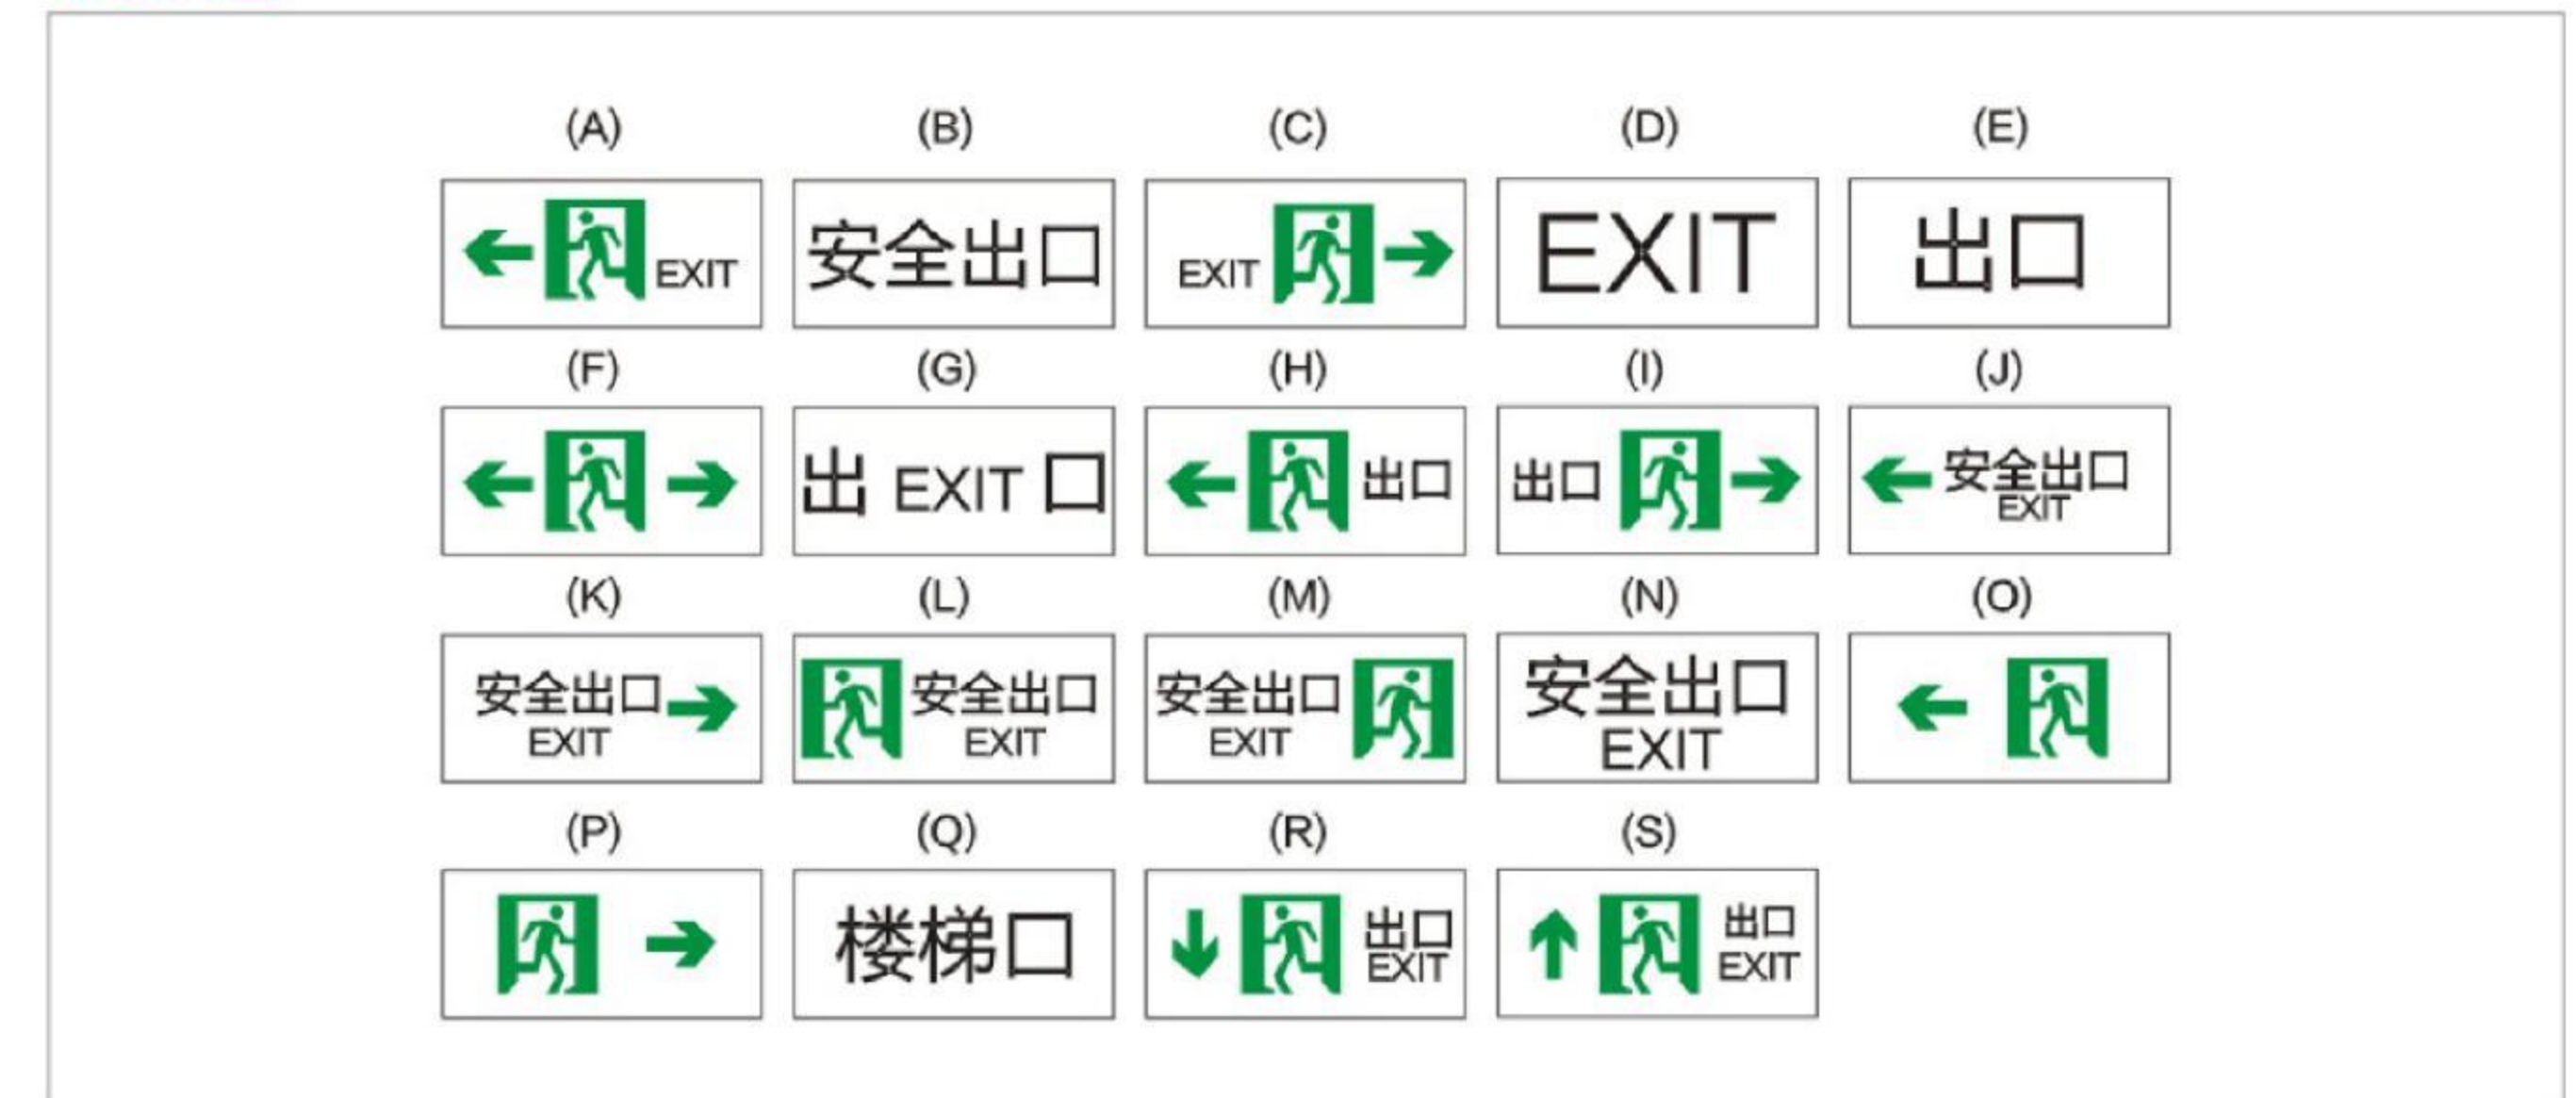 (A)
(B)
(C)
(D)
(E)
EXIT
安全出口
EXIT
EXIT
出口
(F)
(G)
(H)
(I)
(J)
出 EXIT 口
出口
出口
安全出口
EXIT
(K)
(L)
(M)
(N)
(O)
安全出口
EXIT
安全出口
EXIT
安全出口
EXIT
安全出口
EXIT
(P)
(Q)
(R)
(S)
楼梯口
出口
EXIT
出口
EXIT